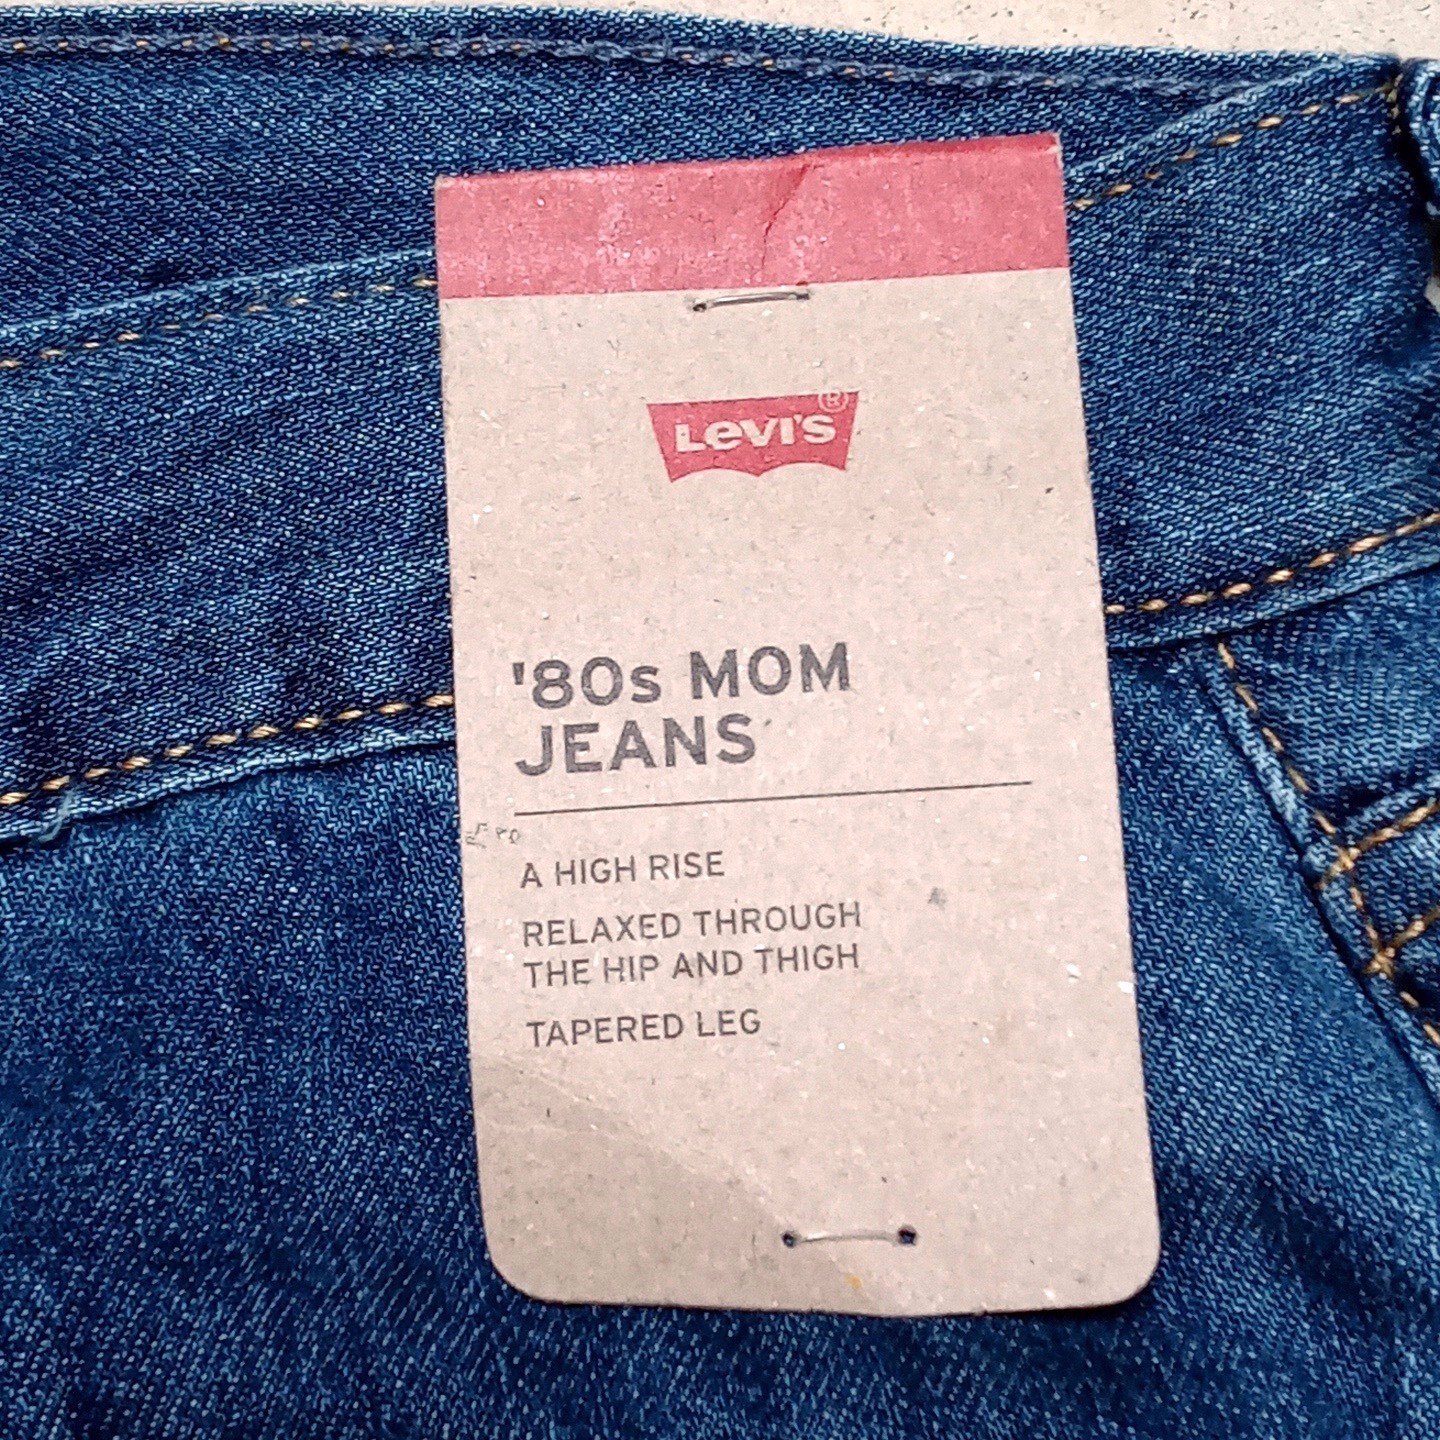 Levi's®
'80s MOM
JEANS
A HIGH RISE
RELAXED THROUGH
THE HIP AND THIGH
TAPERED LEG